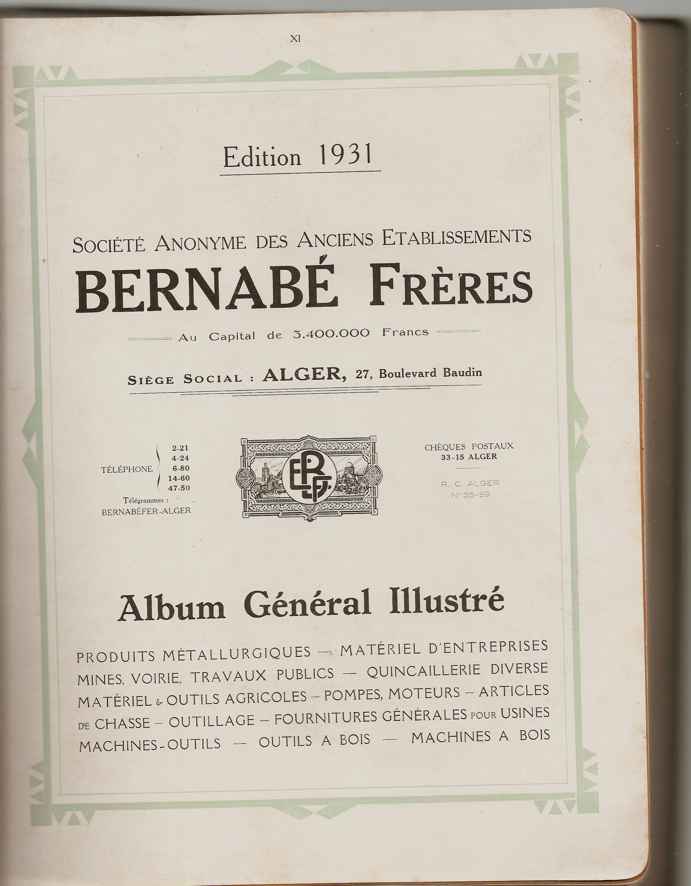 XI
Edition 1931
SOCIÉTÉ ANONYME DES ANCIENS ETABLISSEMENTS
BERNABÉ FRÈRES
Au Capital de 3.400.000 Francs
SIÈGE SOCIAL : ALGER, 27, Boulevard Baudin
TÉLÉPHONE
2-21
4-24
6-80
14-60
47-50
Télégrammes :
BERNABÉFER-ALGER
CHÈQUES POSTAUX
33-15 ALGER
R. C. ALGER
Album Général Illustré
PRODUITS MÉTALLURGIQUES — MATÉRIEL D'ENTREPRISES
MINES, VOIRIE, TRAVAUX PUBLICS — QUINCAILLERIE DIVERSE
MATÉRIEL & OUTILS AGRICOLES – POMPES, MOTEURS – ARTICLES
DE CHASSE – OUTILLAGE – FOURNITURES GÉNÉRALES POUR USINES
MACHINES-OUTILS — OUTILS A BOIS — MACHINES A BOIS